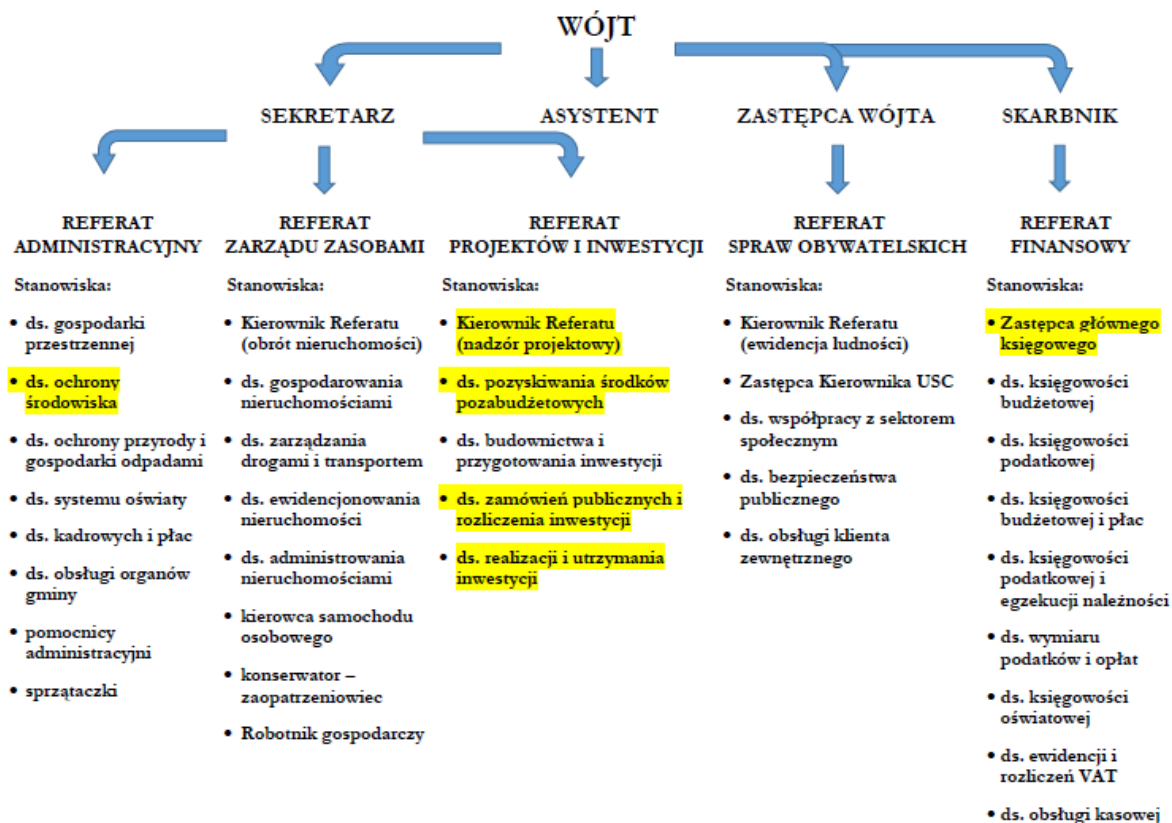 WÓJT
SEKRETARZ
ASYSTENT
ZASTĘPCA WÓJTA
SKARBNIK
REFERAT
ADMINISTRACYJNY
Stanowiska:
• ds. gospodarki
przestrzennej
• ds. ochrony
środowiska
• ds. ochrony przyrody i
gospodarki odpadami
• ds. systemu oświaty
• ds. kadrowych i płac
• ds. obsługi organów
gminy
• pomocnicy
administracyjni
• sprzątaczki
REFERAT
ZARZĄDU ZASOBAMI
Stanowiska:
• Kierownik Referatu
(obrót nieruchomości)
• ds. gospodarowania
nieruchomościami
• ds. zarządzania
drogami i transportem
• ds. ewidencjonowania
nieruchomości
• ds. administrowania
nieruchomościami
• kierowca samochodu
osobowego
• konserwator –
zaopatrzeniowiec
• Robotnik gospodarczy
REFERAT
PROJEKTÓW I INWESTYCJI
Stanowiska:
• Kierownik Referatu
(nadzór projektowy)
• ds. pozyskiwania środków
pozabudżetowych
• ds. budownictwa i
przygotowania inwestycji
• ds. zamówień publicznych i
rozliczenia inwestycji
• ds. realizacji i utrzymania
inwestycji
REFERAT
SPRAW OBYWATELSKICH
Stanowiska:
• Kierownik Referatu
(ewidencja ludności)
• Zastępca Kierownika USC
• ds. współpracy z sektorem
społecznym
• ds. bezpieczeństwa
publicznego
• ds. obsługi klienta
zewnętrznego
REFERAT
FINANSOWY
Stanowiska:
• Zastępca głównego
księgowego
• ds. księgowości
budżetowej
• ds. księgowości
podatkowej
• ds. księgowości
budżetowej i płac
• ds. księgowości
podatkowej i
egzekucji należności
• ds. wymiaru
podatków i opłat
• ds. księgowości
oświatowej
• ds. ewidencji i
rozliczeń VAT
• ds. obsługi kasowej